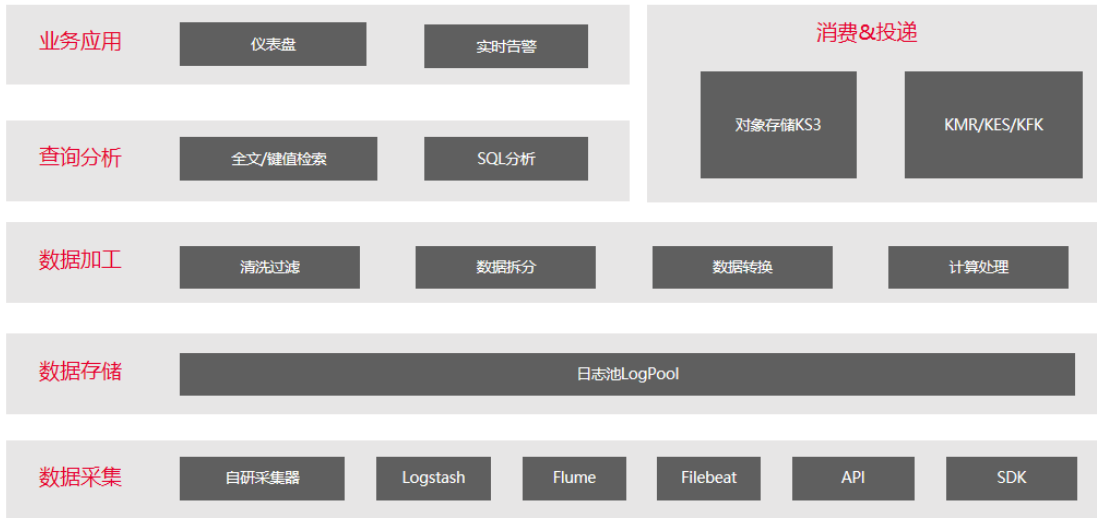 业务应用
仪表盘
实时告警
消费&投递
对象存储KS3
KMR/KES/KFK
查询分析
全文/键值检索
SQL分析
数据加工
清洗过滤
数据拆分
数据转换
计算处理
数据存储
日志池LogPool
数据采集
自研采集器
Logstash
Flume
Filebeat
API
SDK